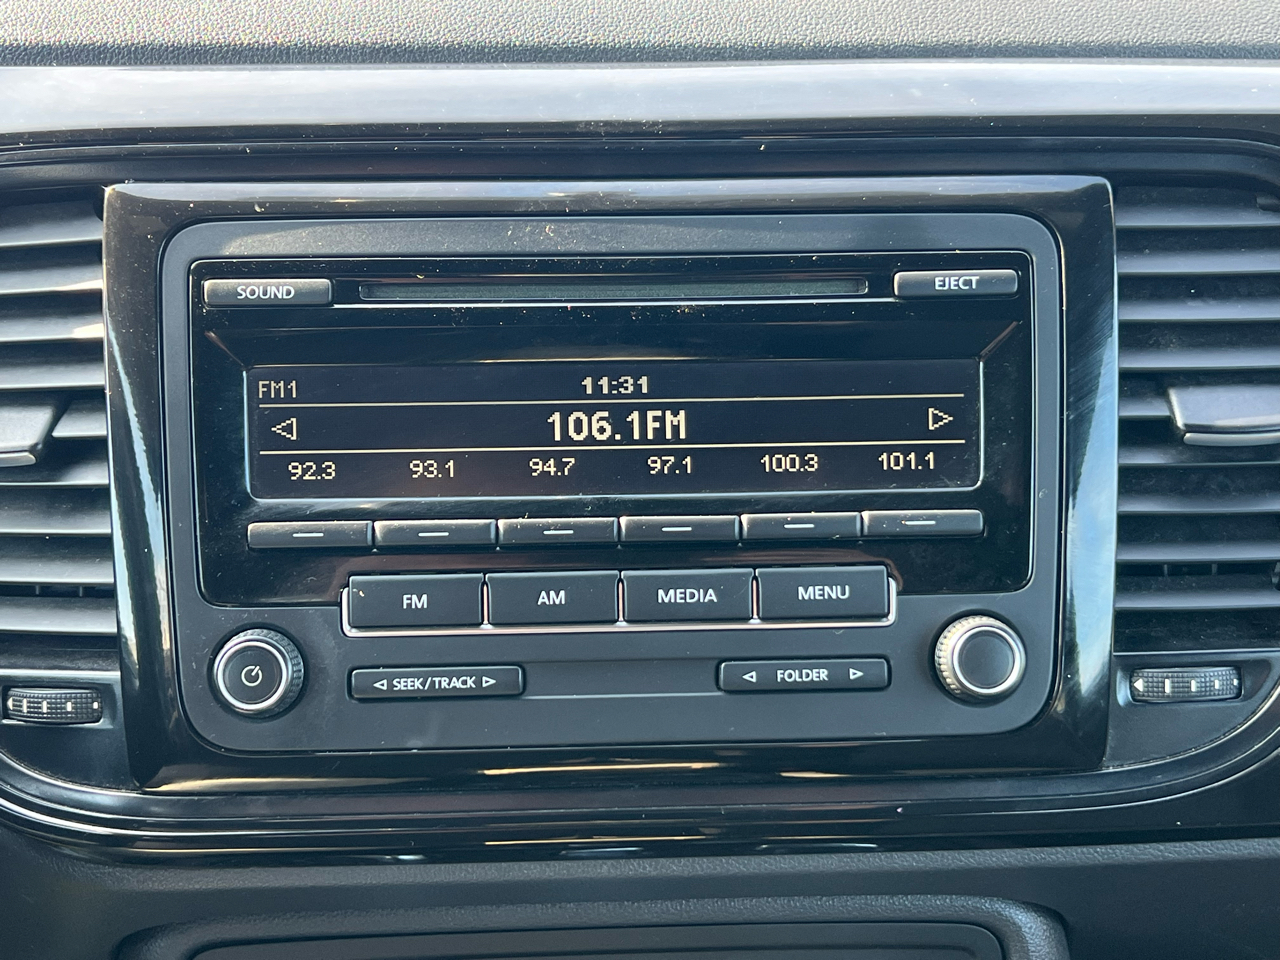 SOUND
EJECT
FM1 11:31
106.1FM
92.3 93.1 94.7 97.1 100.3 101.1
FM AM MEDIA MENU
SEEK/TRACK FOLDER